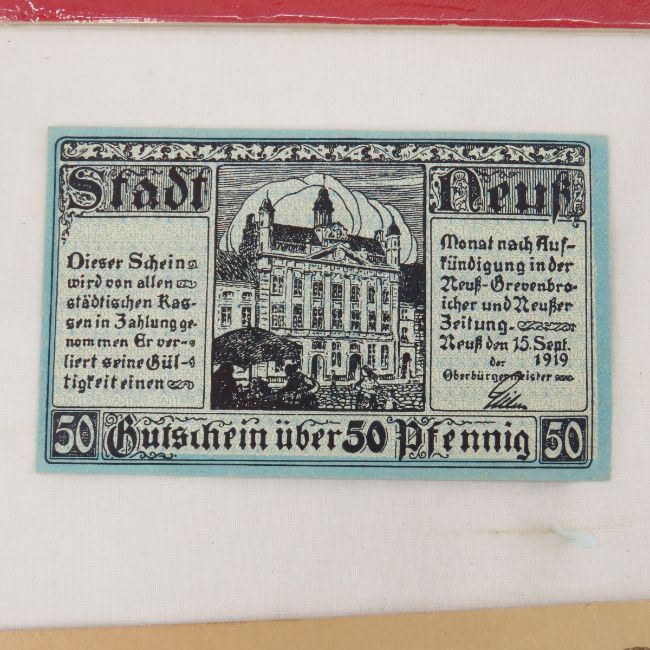 Stadt Neuß
Dieser Schein
wird von allen
städtischen Kas-
sen in Zahlung ge-
nommen Er ver-
liert seine Gül-
tigkeit einen
Monat nach Auf-
kündigung in der
Neuß-Grevenbro-
icher und Neußer
Zeitung.
Neuß den 15. Sept.
der 1919
Oberbürgermeister
50 Gutschein über 50 Pfennig 50